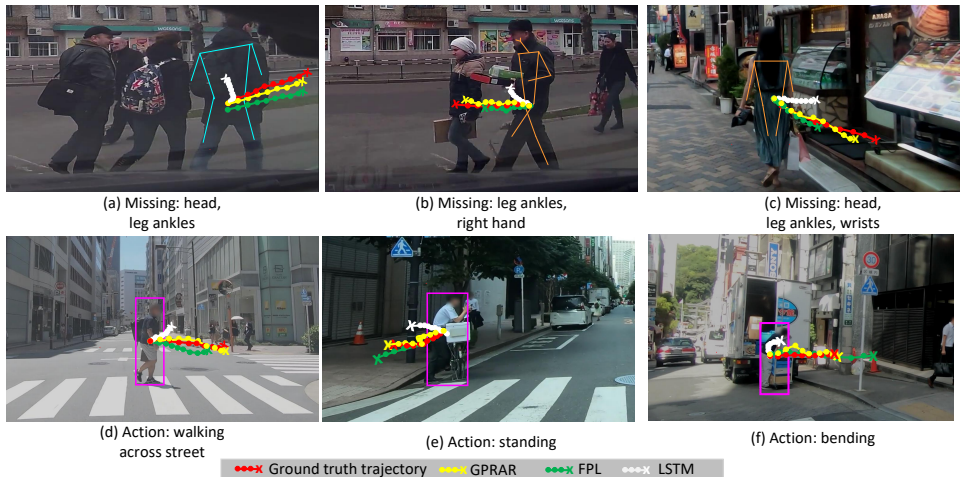 (a) Missing: head,
leg ankles
(b) Missing: leg ankles,
right hand
(c) Missing: head,
leg ankles, wrists
(d) Action: walking
across street
(e) Action: standing
(f) Action: bending
Ground truth trajectory
GPRAR
FPL
LSTM